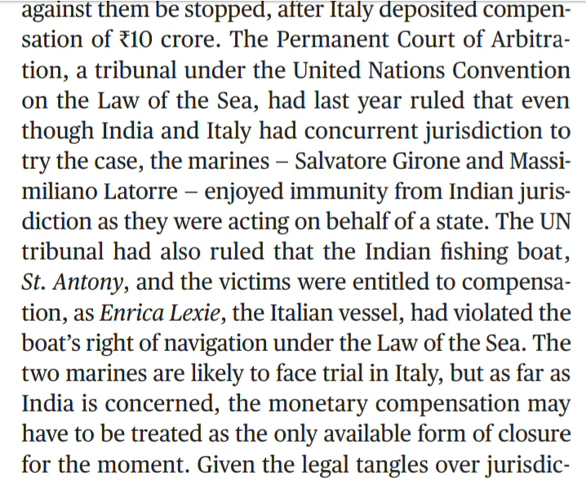 against them be stopped, after Italy deposited compen-
sation of ₹10 crore. The Permanent Court of Arbitra-
tion, a tribunal under the United Nations Convention
on the Law of the Sea, had last year ruled that even
though India and Italy had concurrent jurisdiction to
try the case, the marines – Salvatore Girone and Massi-
miliano Latorre – enjoyed immunity from Indian juris-
diction as they were acting on behalf of a state. The UN
tribunal had also ruled that the Indian fishing boat,
St. Antony, and the victims were entitled to compensa-
tion, as Enrica Lexie, the Italian vessel, had violated the
boat’s right of navigation under the Law of the Sea. The
two marines are likely to face trial in Italy, but as far as
India is concerned, the monetary compensation may
have to be treated as the only available form of closure
for the moment. Given the legal tangles over jurisdic-